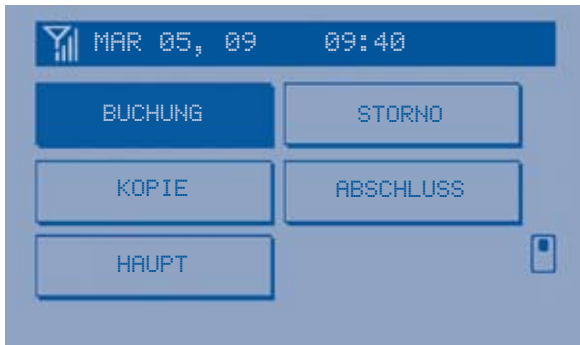 MAR 05, 09 09:40
BUCHUNG STORNO
KOPIE ABSCHLUSS
HAUPT